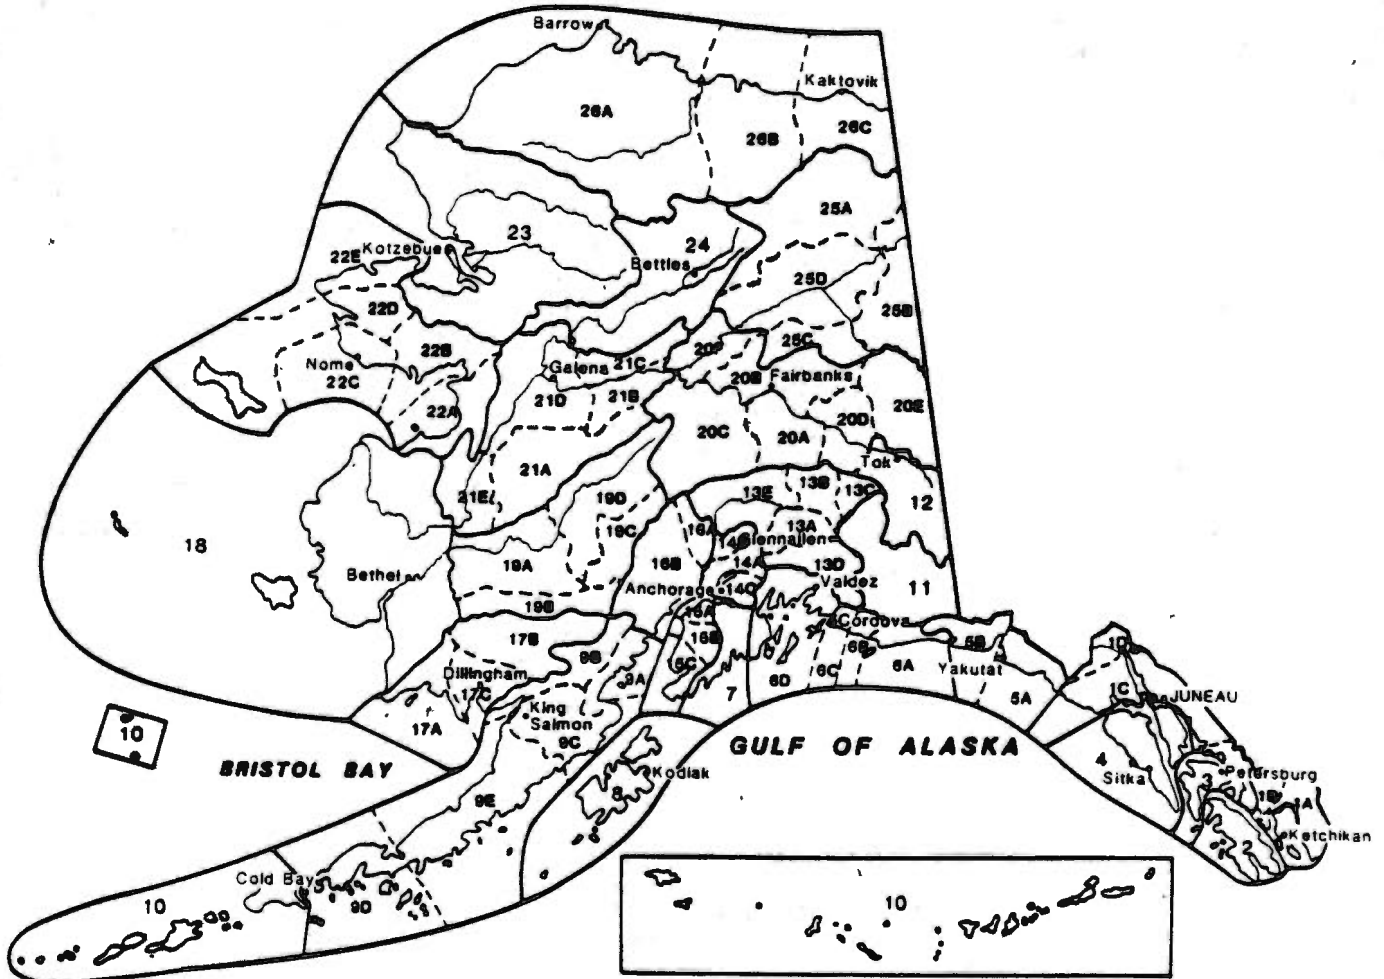 Barrow
Kaktovik
26A
26B
26C
25A
23
24
Kotzebue
22E
Bettles
25D
22D
25B
22B
25C
20F
Nome
22C
Galena
21C
20B
Fairbanks
21D
21B
22A
20E
20D
20C
20A
Tok
21A
21E
19D
13E
13B
13C
12
19C
16A
13A
Glennallen
18
19A
16B
14A
13D
Bethel
Anchorage
14C
Valdez
11
19B
15A
Cordova
17B
15B
6B
5B
1D
9B
Dillingham
17C
9A
6A
Yakutat
6D
6C
7
5A
1C
JUNEAU
King
Salmon
17A
9C
10
BRISTOL BAY
GULF OF ALASKA
4
Sitka
Kodiak
8
3
Petersburg
1B
1A
Ketchikan
2
9E
Cold Bay
9D
10
10